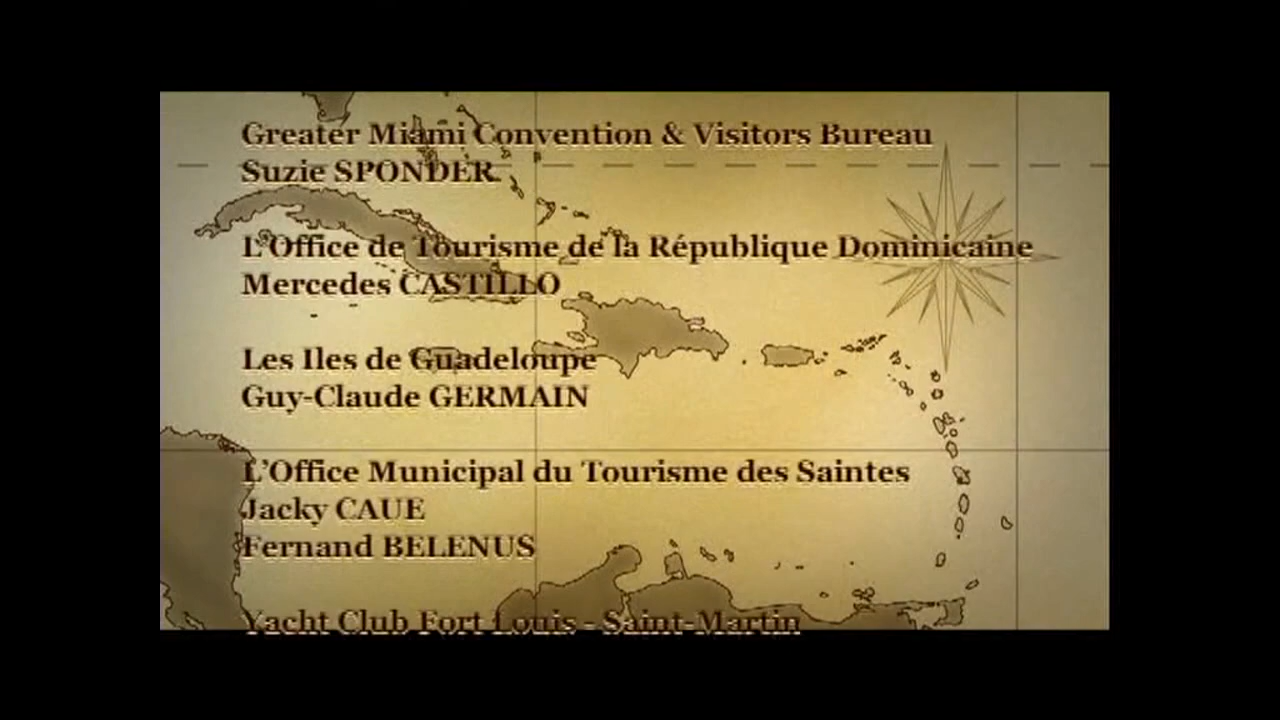 Greater Miami Convention & Visitors Bureau
Suzie SPONDER
L'Office de Tourisme de la République Dominicaine
Mercedes CASTILLO
Les Iles de Guadeloupe
Guy-Claude GERMAIN
L'Office Municipal du Tourisme des Saintes
Jacky CAUE
Fernand BELENUS
Yacht Club Fort Louis - Saint-Martin